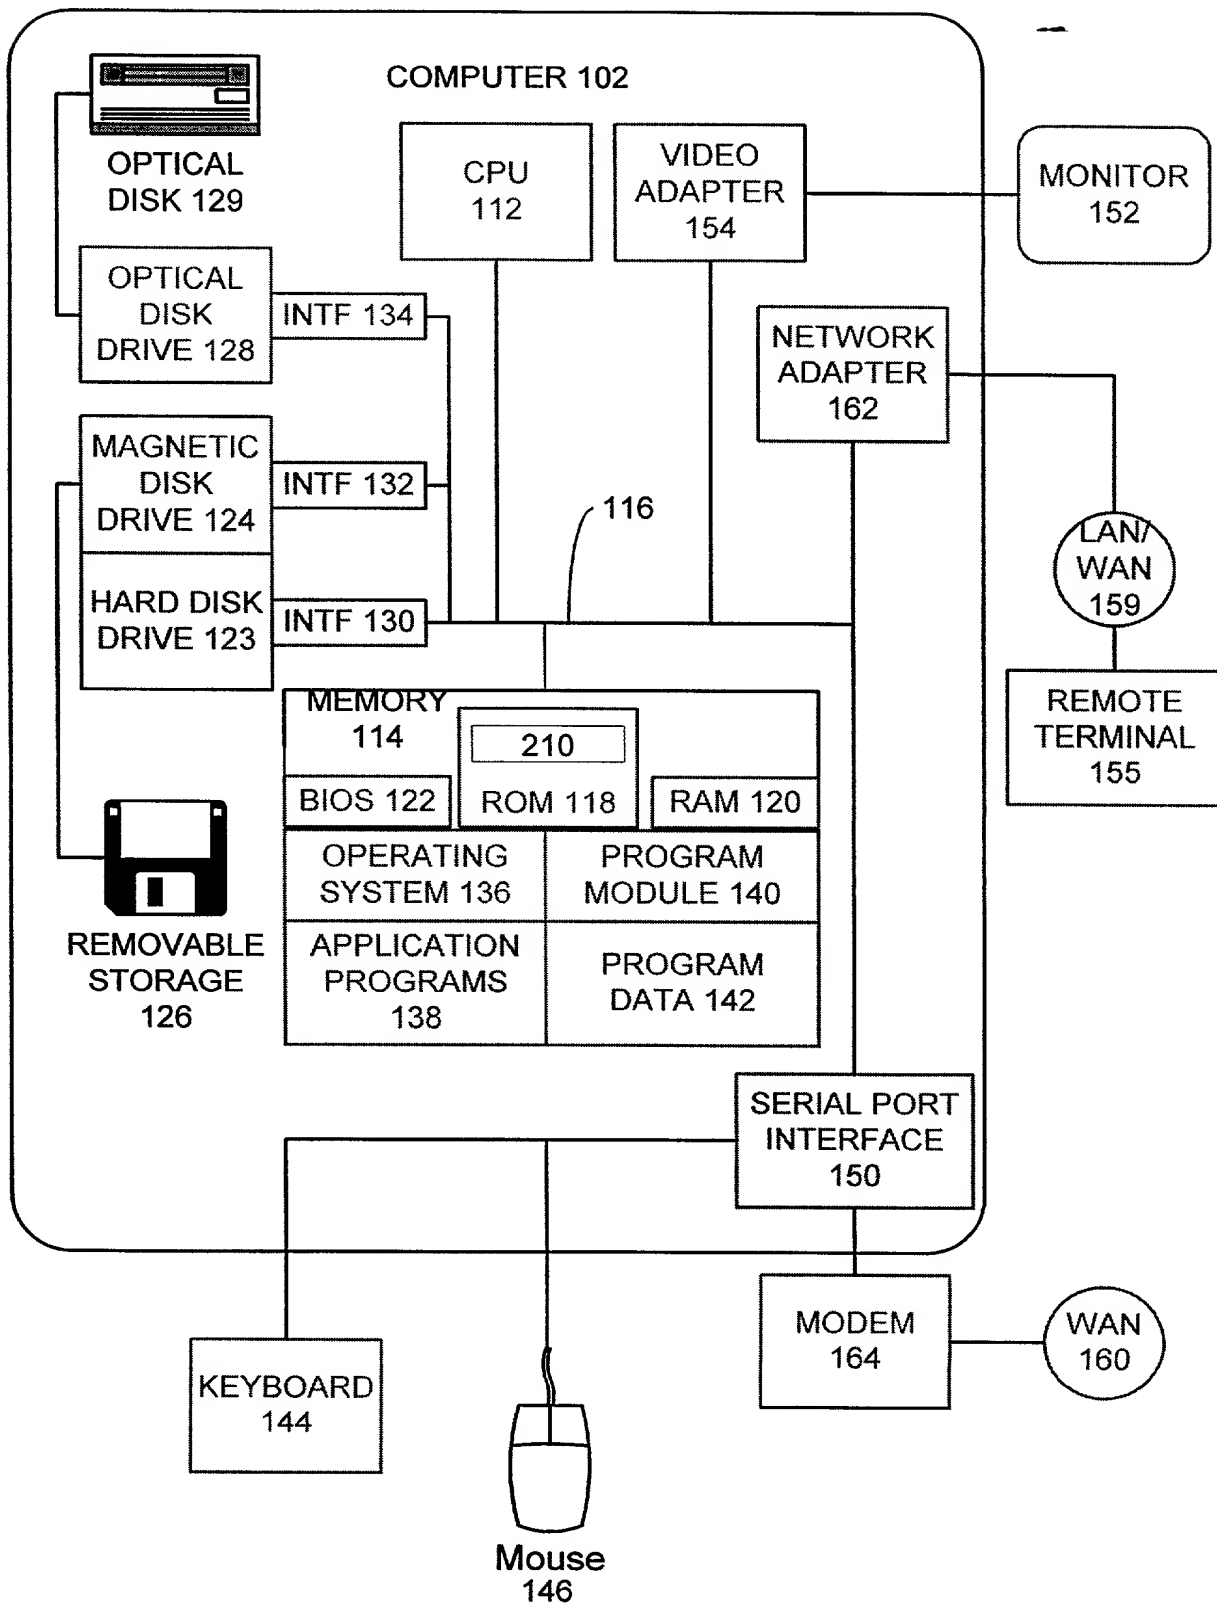 COMPUTER 102
OPTICAL
DISK 129
CPU
112
VIDEO
ADAPTER
154
MONITOR
152
OPTICAL
DISK
DRIVE 128
INTF 134
NETWORK
ADAPTER
162
MAGNETIC
DISK
DRIVE 124
INTF 132
116
LAN/
WAN
159
HARD DISK
DRIVE 123
INTF 130
REMOTE
TERMINAL
155
MEMORY
114
210
BIOS 122
ROM 118
RAM 120
OPERATING
SYSTEM 136
PROGRAM
MODULE 140
REMOVABLE
STORAGE
126
APPLICATION
PROGRAMS
138
PROGRAM
DATA 142
SERIAL PORT
INTERFACE
150
MODEM
164
WAN
160
KEYBOARD
144
Mouse
146